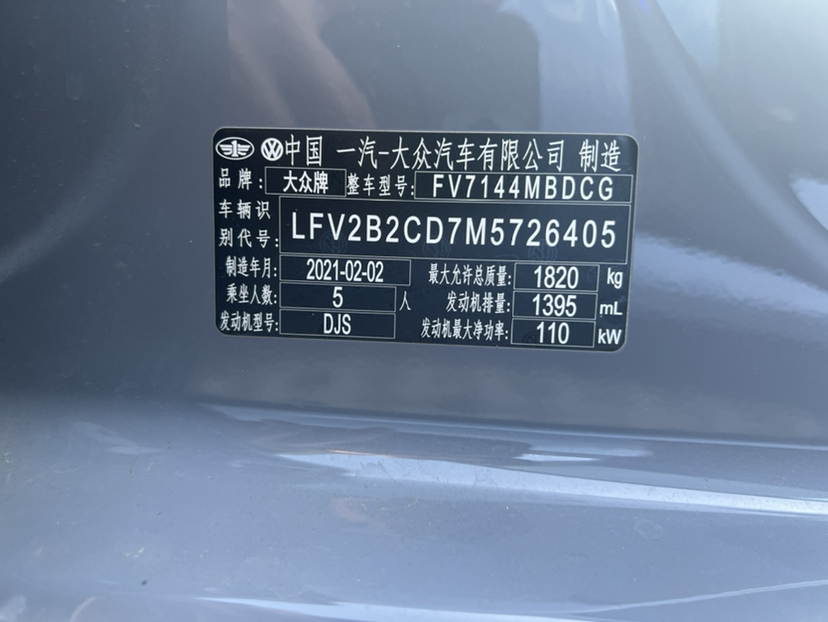 中国 一汽-大众汽车有限公司 制造
品牌: 大众牌 整车型号: FV7144MBDCG
车辆识别代号: LFV2B2CD7M5726405
制造年月: 2021-02-02 最大允许总质量: 1820 kg
乘坐人数: 5 人 发动机排量: 1395 mL
发动机型号: DJS 发动机最大净功率: 110 kW